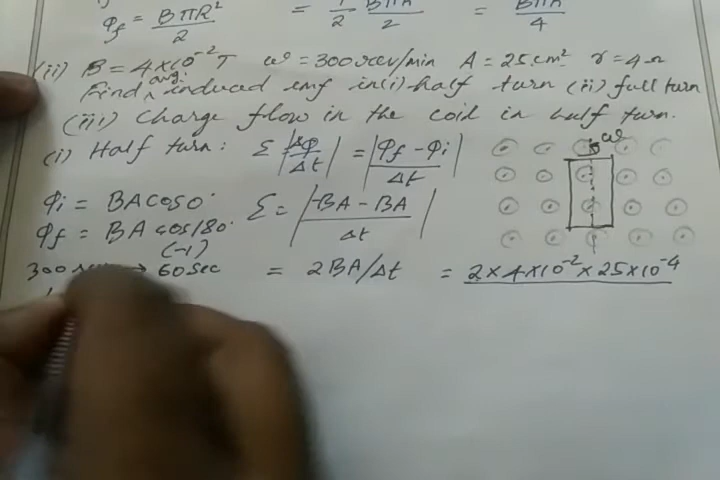 Φf = BπR²/2 = 1/2 BπR/2 = BπR/4
(ii) B = 4×10⁻² T ω = 300 rev/min A = 25 cm² r = 4 Ω
Find avg. induced emf in (i) half turn (ii) full turn
(iii) Charge flow in the coil in half turn.
(i) Half turn: Σ |ΔΦ/Δt| = |Φf - Φi|/Δt
ω
Φi = BA cos 0° Σ = |-BA - BA/Δt|
Φf = BA cos 180°
(-1)
300 → 60 sec = 2BA/Δt = 2×4×10⁻²×25×10⁻⁴